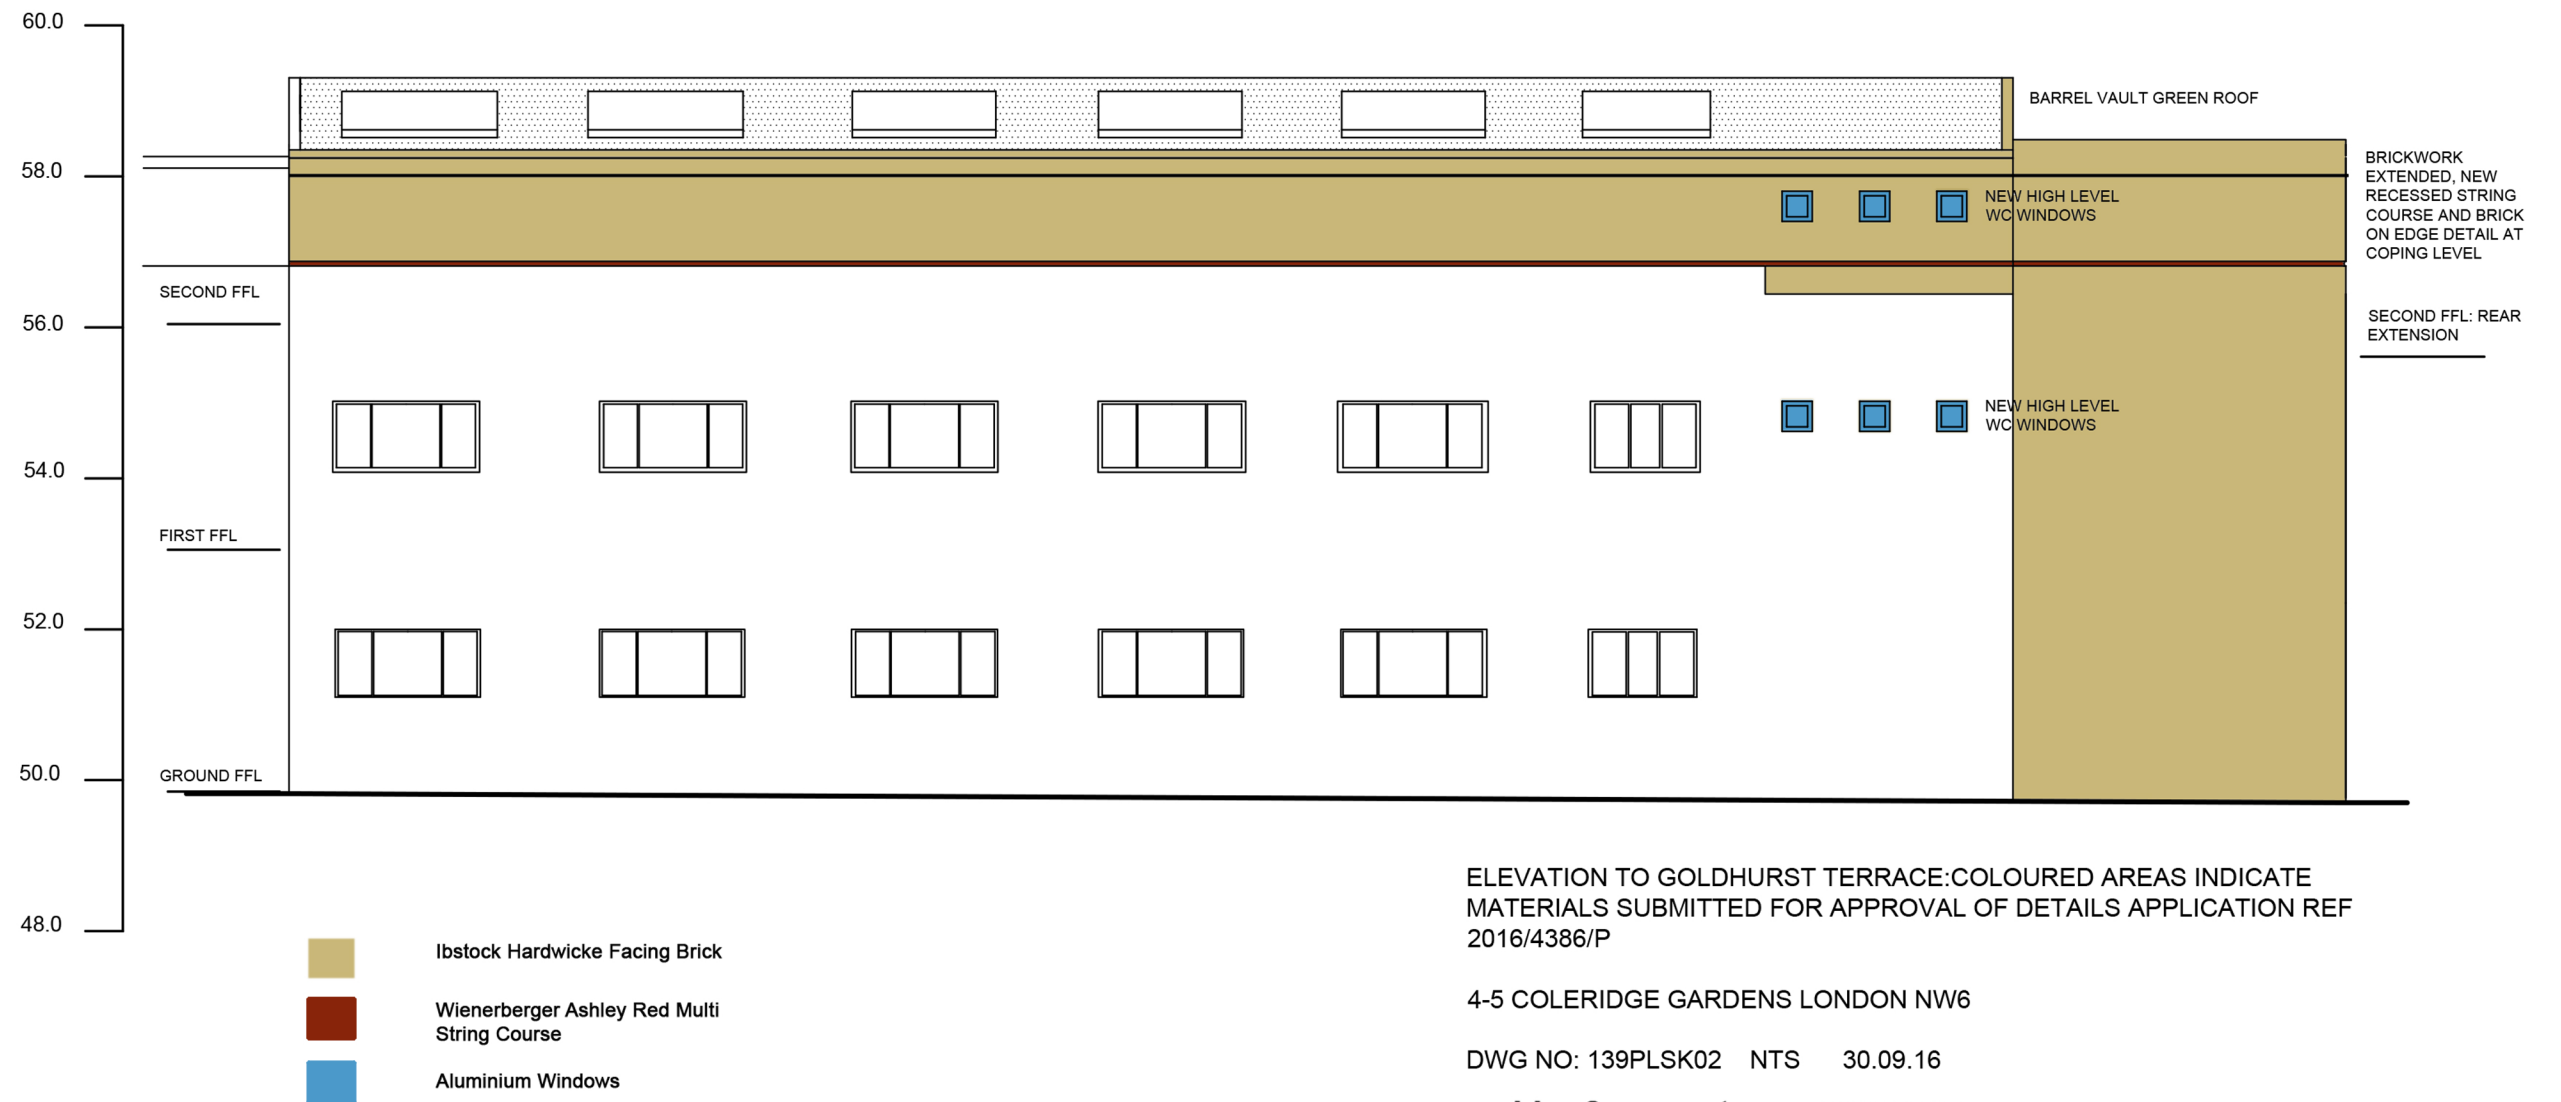 60.0
BARREL VAULT GREEN ROOF
58.0
BRICKWORK
EXTENDED, NEW
RECESSED STRING
COURSE AND BRICK
ON EDGE DETAIL AT
COPING LEVEL
NEW HIGH LEVEL
WC WINDOWS
SECOND FFL
56.0
SECOND FFL: REAR
EXTENSION
NEW HIGH LEVEL
WC WINDOWS
54.0
FIRST FFL
52.0
50.0
GROUND FFL
48.0
Ibstock Hardwicke Facing Brick
Wienerberger Ashley Red Multi
String Course
Aluminium Windows
ELEVATION TO GOLDHURST TERRACE:COLOURED AREAS INDICATE
MATERIALS SUBMITTED FOR APPROVAL OF DETAILS APPLICATION REF
2016/4386/P
4-5 COLERIDGE GARDENS LONDON NW6
DWG NO: 139PLSK02 NTS 30.09.16